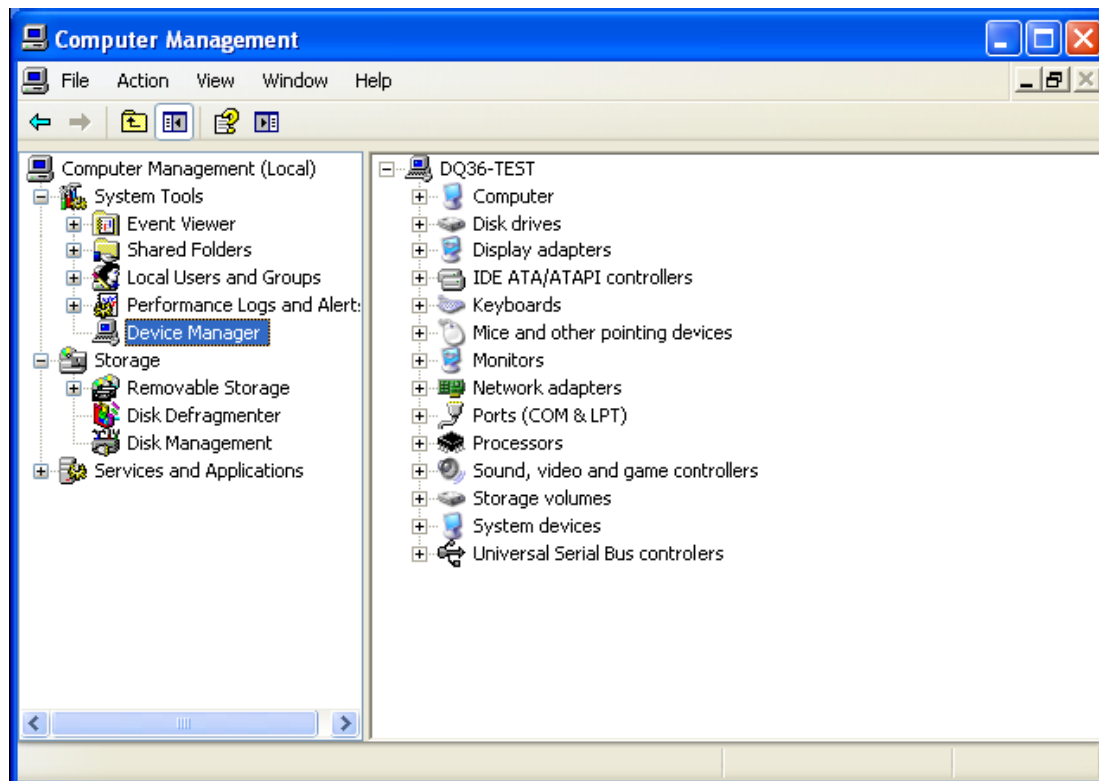 Computer Management
File Action View Window Help
Computer Management (Local)
System Tools
Event Viewer
Shared Folders
Local Users and Groups
Performance Logs and Alert:
Device Manager
Storage
Removable Storage
Disk Defragmenter
Disk Management
Services and Applications
DQ36-TEST
Computer
Disk drives
Display adapters
IDE ATA/ATAPI controllers
Keyboards
Mice and other pointing devices
Monitors
Network adapters
Ports (COM & LPT)
Processors
Sound, video and game controllers
Storage volumes
System devices
Universal Serial Bus controlers